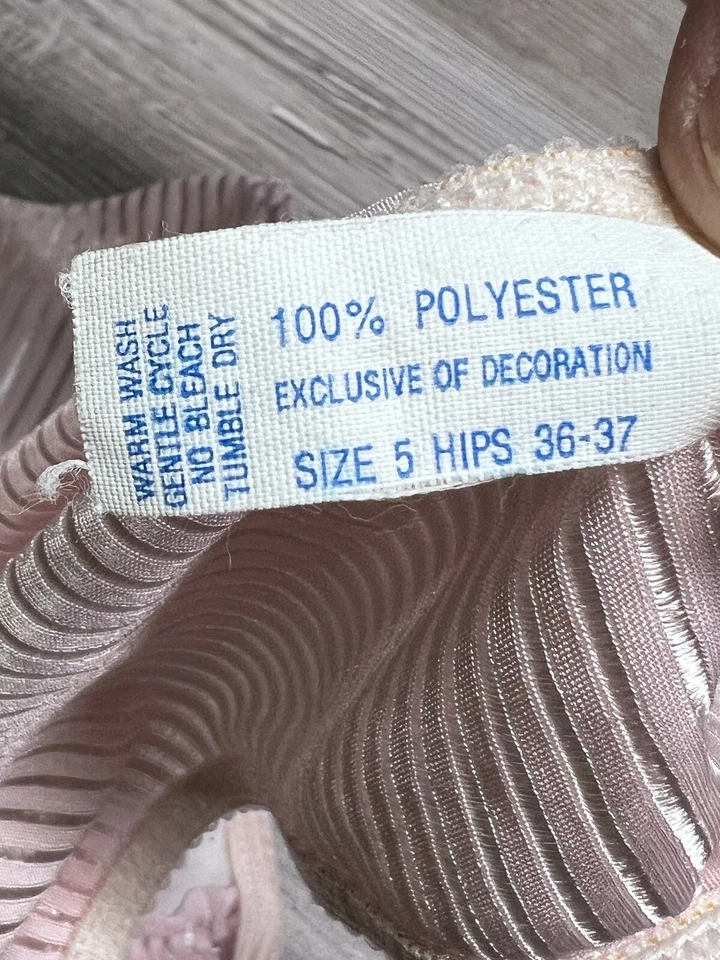 100% POLYESTER
EXCLUSIVE OF DECORATION
SIZE 5 HIPS 36-37
WARM WASH
GENTLE CYCLE
NO BLEACH
TUMBLE DRY